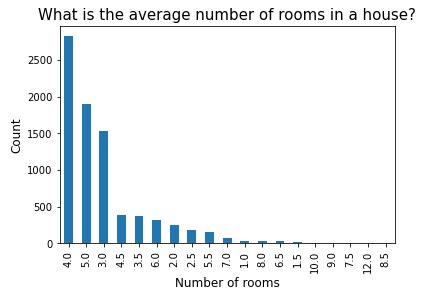 What is the average number of rooms in a house?
Count
2500
2000
1500
1000
500
0
4.0 5.0 3.0 4.5 3.5 6.0 2.0 2.5 5.5 7.0 1.0 8.0 6.5 1.5 10.0 9.0 7.5 12.0 8.5
Number of rooms